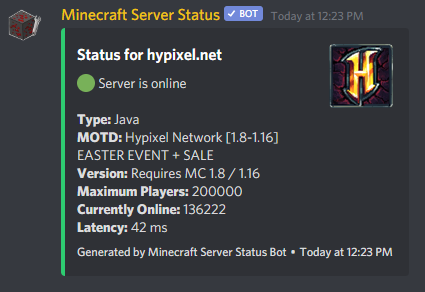 Minecraft Server Status ✓ BOT Today at 12:23 PM
Status for hypixel.net
Server is online
Type: Java
MOTD: Hypixel Network [1.8-1.16]
EASTER EVENT + SALE
Version: Requires MC 1.8 / 1.16
Maximum Players: 200000
Currently Online: 136222
Latency: 42 ms
Generated by Minecraft Server Status Bot • Today at 12:23 PM
H